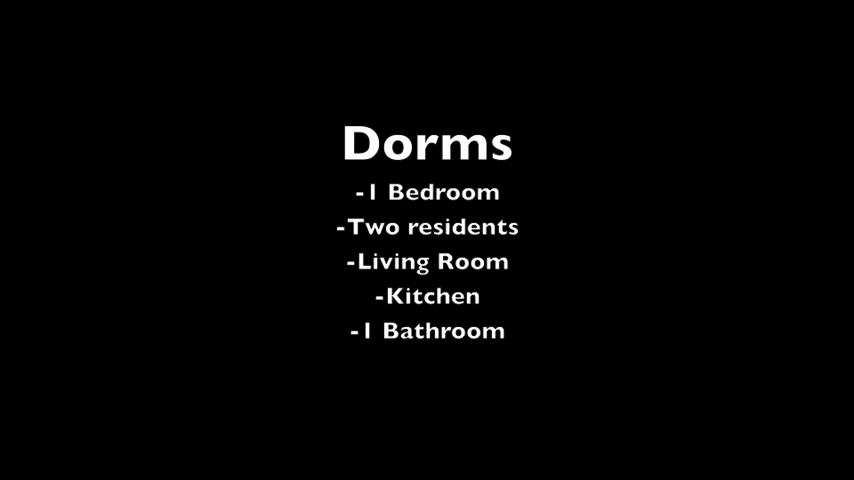 Dorms
-1 Bedroom
-Two residents
-Living Room
-Kitchen
-1 Bathroom